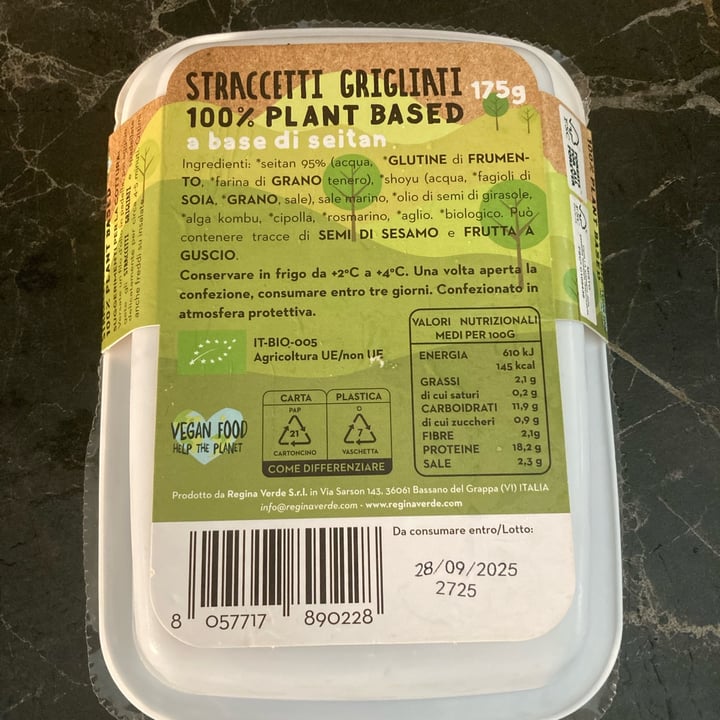 STRACCETTI GRIGLIATI 175g
100% PLANT BASED
a base di seitan
Ingredienti: *seitan 95% (acqua, *GLUTINE di FRUMEN-
TO, *farina di GRANO tenero), *shoyu (acqua, *fagioli di
SOIA, *GRANO, sale), sale marino, *olio di semi di girasole,
*alga kombu, *cipolla, *rosmarino, *aglio. *biologico. Può
contenere tracce di SEMI DI SESAMO e FRUTTA A
GUSCIO.
Conservare in frigo da +2°C a +4°C. Una volta aperta la
confezione, consumare entro tre giorni. Confezionato in
atmosfera protettiva.
IT-BIO-005
Agricoltura UE/non UE
VALORI NUTRIZIONALI
MEDI PER 100G
ENERGIA 610 kJ
145 kcal
GRASSI 2,1 g
di cui saturi 0,2 g
CARBOIDRATI 11,9 g
di cui zuccheri 0,9 g
FIBRE 2,1g
PROTEINE 18,2 g
SALE 2,3 g
VEGAN FOOD
HELP THE PLANET
CARTA PLASTICA
PAP O
21 7
CARTONCINO VASCHETTA
COME DIFFERENZIARE
Prodotto da Regina Verde S.r.l. in Via Sarson 143, 36061 Bassano del Grappa (VI) ITALIA
info@reginaverde.com - www.reginaverde.com
Da consumare entro/Lotto:
28/09/2025
2725
8 057717 890228
100% PLANT BASED
100% PLANT BASED